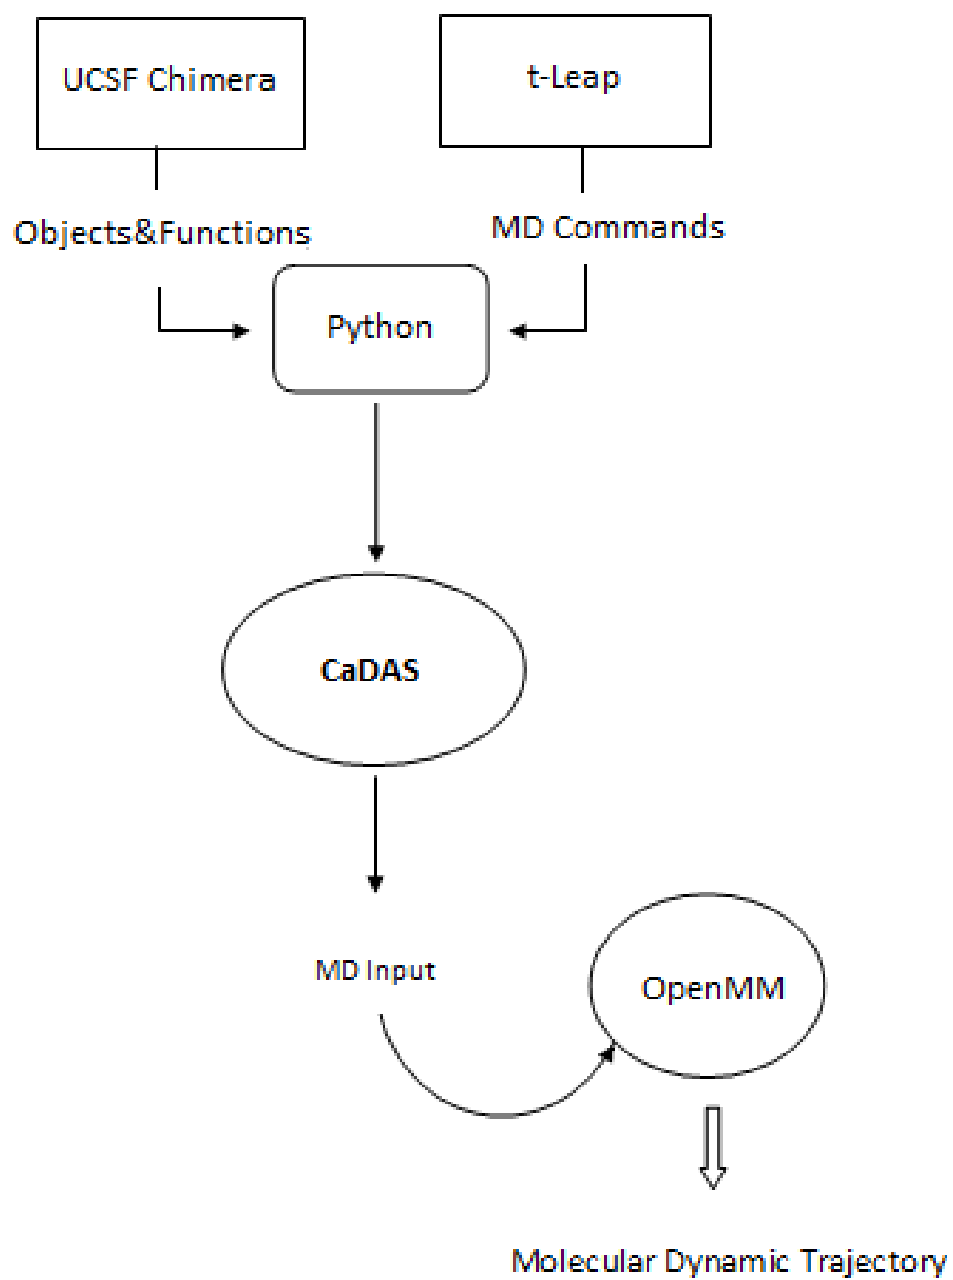 UCSF Chimera
t-Leap
Objects&Functions
MD Commands
Python
CaDAS
MD Input
OpenMM
Molecular Dynamic Trajectory